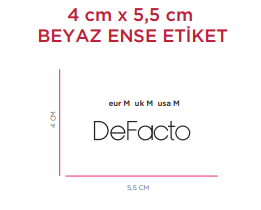 4 cm x 5,5 cm
BEYAZ ENSE ETİKET
eur M uk M usa M
4 CM
DeFacto
5,5 CM